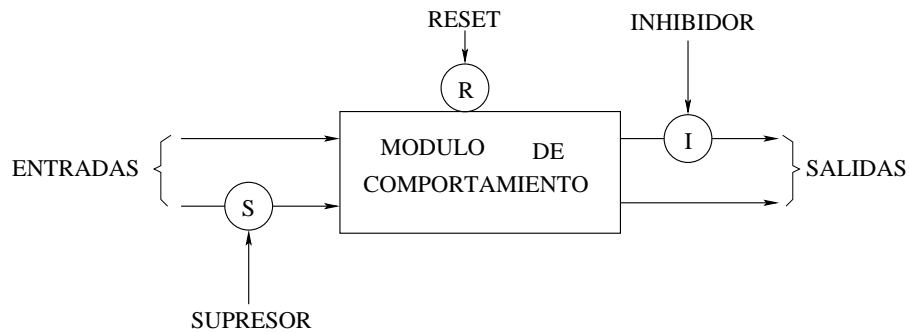 RESET
INHIBIDOR
R
MODULO DE
COMPORTAMIENTO
I
ENTRADAS
SALIDAS
S
SUPRESOR